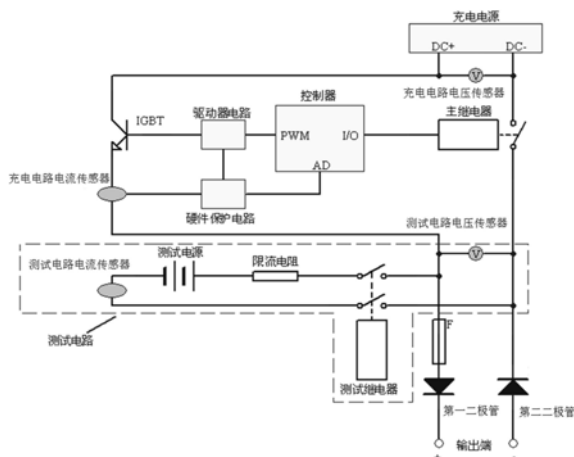 充电电源
DC+ DC-
V
充电电路电压传感器
控制器
主继电器
IGBT
驱动器电路
PWM I/O
AD
充电电路电流传感器
硬件保护电路
测试电路电压传感器
V
测试电源
测试电路电流传感器
限流电阻
测试电路
F
测试继电器
第一二极管
第二二极管
输出端